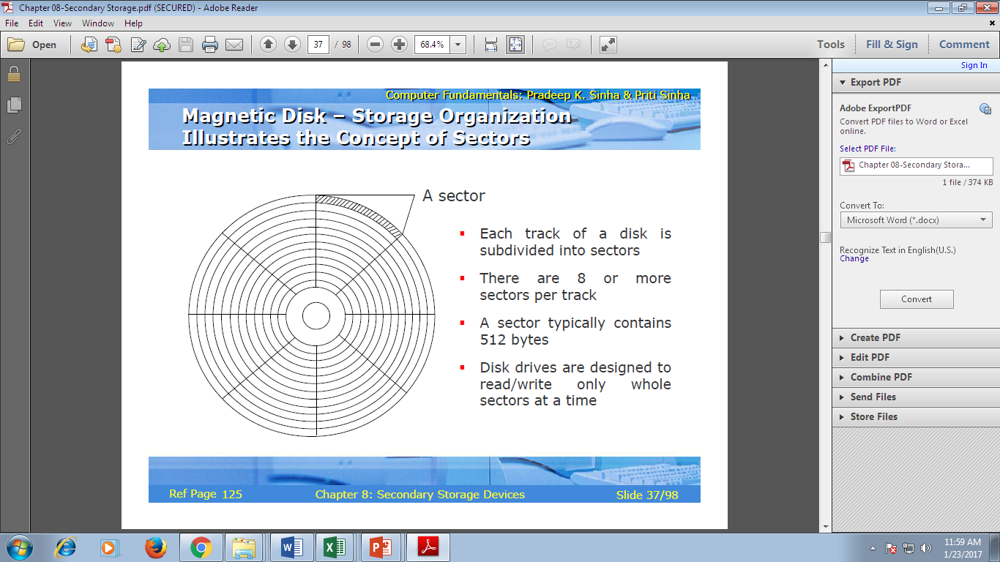 Chapter 08-Secondary Storage.pdf (SECURED) - Adobe Reader
File Edit View Window Help
Open 37 / 98 68.4% Tools Fill & Sign Comment
Sign In
Computer Fundamentals: Pradeep K. Sinha & Priti Sinha
Magnetic Disk – Storage Organization
Illustrates the Concept of Sectors
A sector
▪ Each track of a disk is
subdivided into sectors
▪ There are 8 or more
sectors per track
▪ A sector typically contains
512 bytes
▪ Disk drives are designed to
read/write only whole
sectors at a time
Ref Page 125 Chapter 8: Secondary Storage Devices Slide 37/98
Export PDF
Adobe ExportPDF
Convert PDF files to Word or Excel
online.
Select PDF File:
Chapter 08-Secondary Stora...
1 file / 374 KB
Convert To:
Microsoft Word (*.docx)
Recognize Text in English(U.S.)
Change
Convert
Create PDF
Edit PDF
Combine PDF
Send Files
Store Files
11:59 AM
1/23/2017